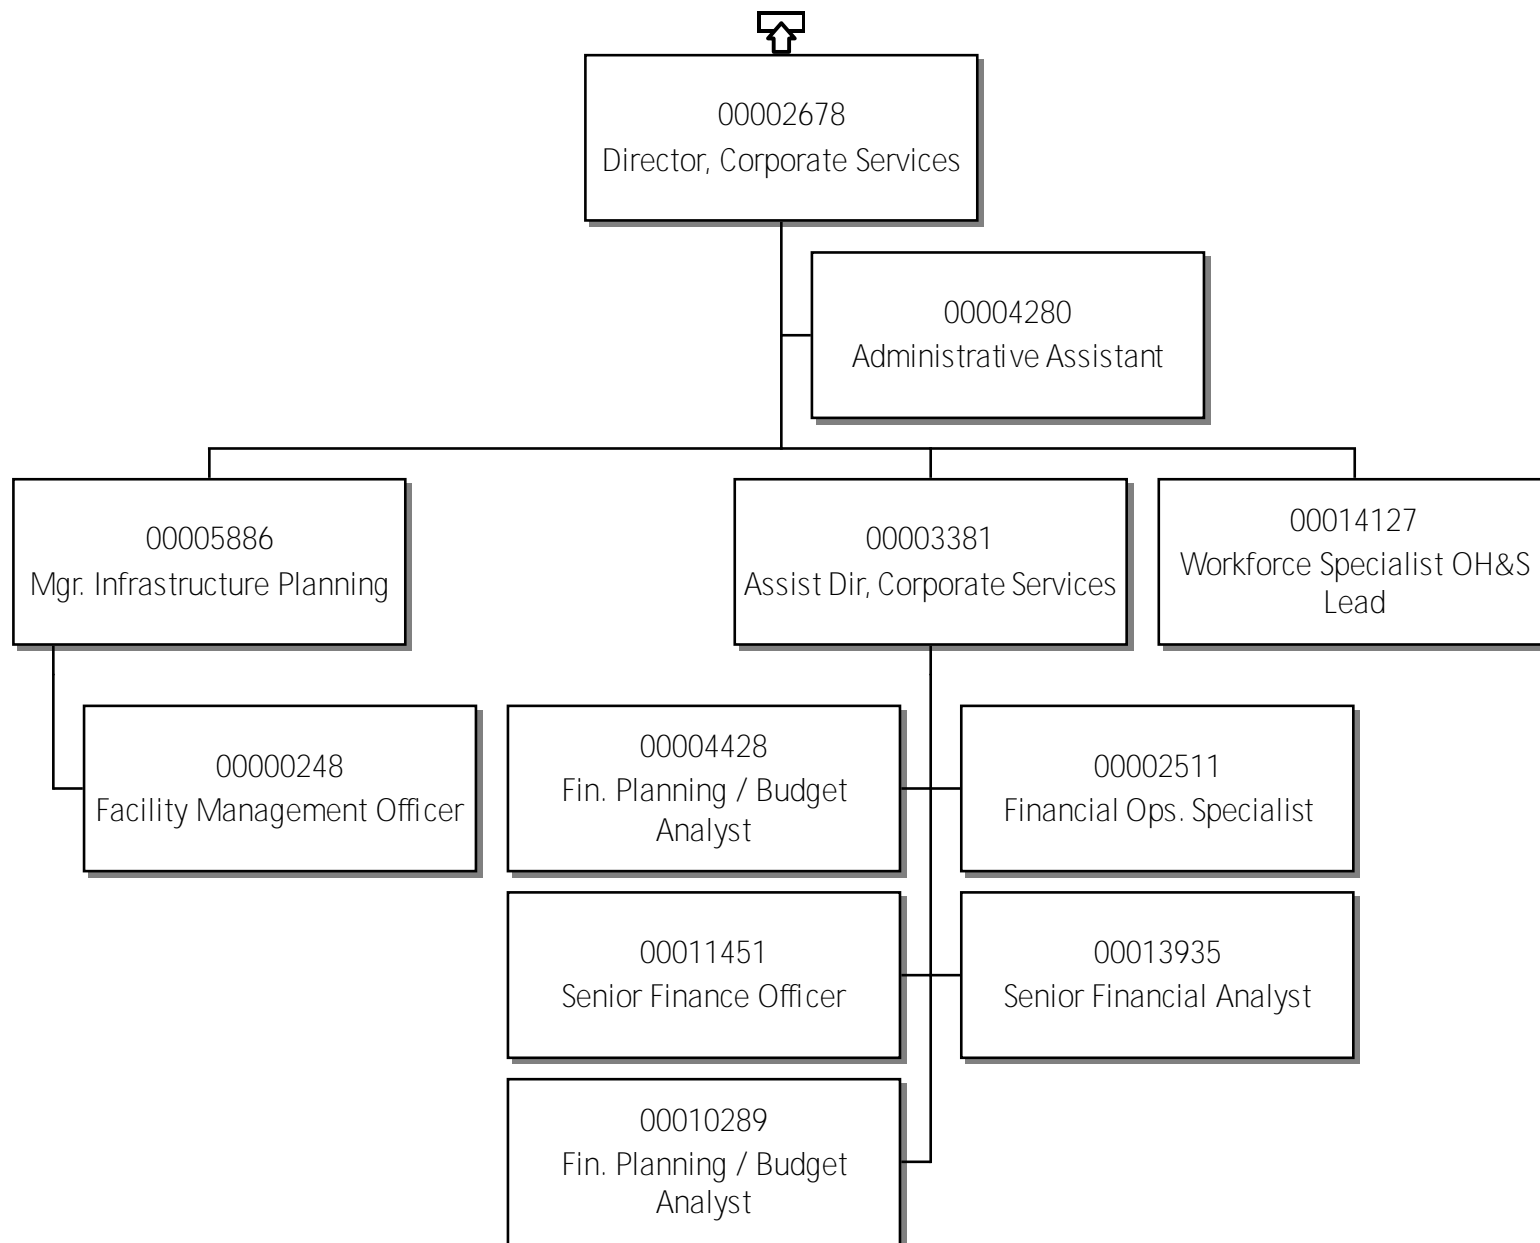 00002678
Director, Corporate Services
00004280
Administrative Assistant
00005886
Mgr. Infrastructure Planning
00003381
Assist Dir, Corporate Services
00014127
Workforce Specialist OH&S
Lead
00000248
Facility Management Officer
00004428
Fin. Planning / Budget
Analyst
00002511
Financial Ops. Specialist
00011451
Senior Finance Officer
00013935
Senior Financial Analyst
00010289
Fin. Planning / Budget
Analyst